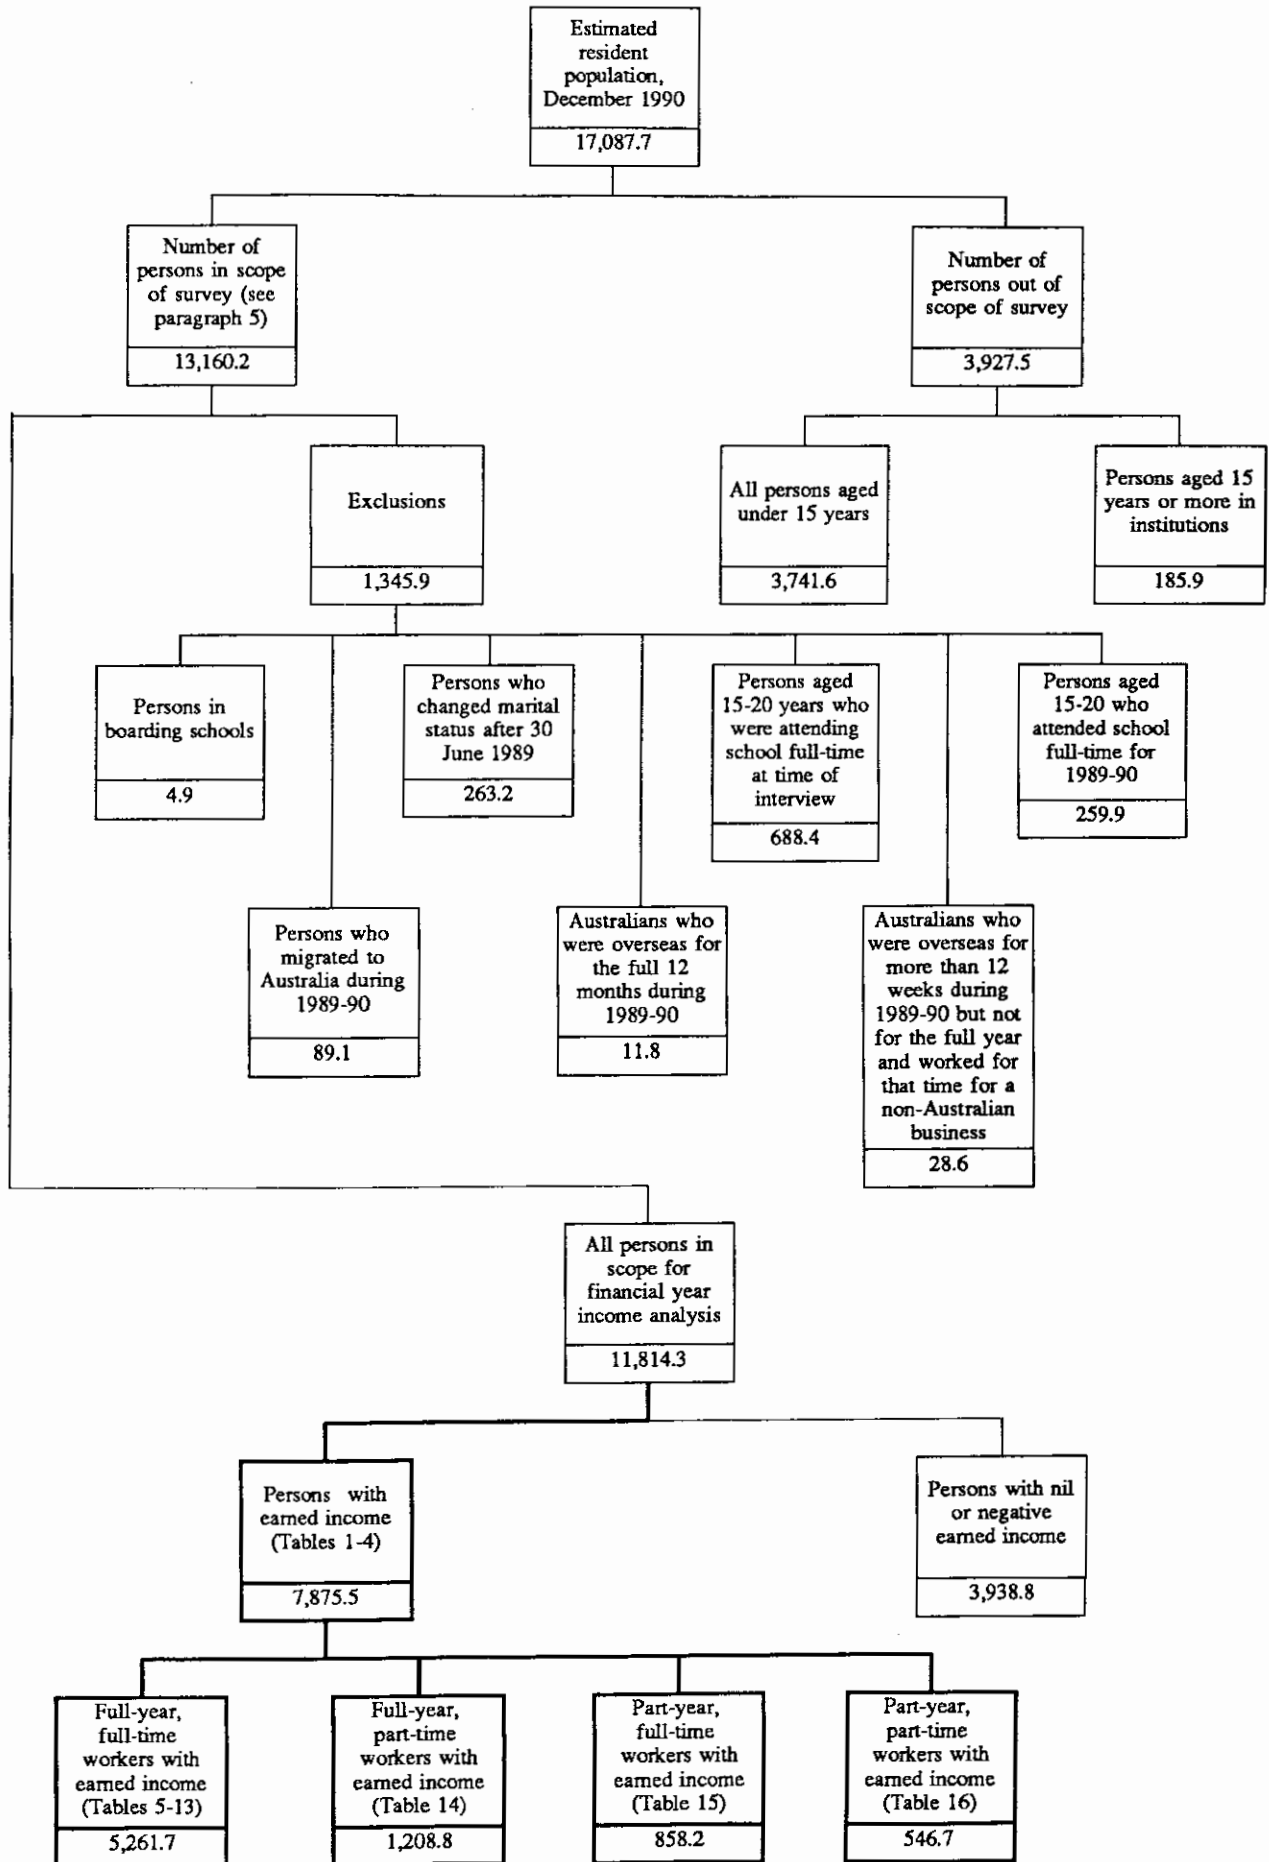 Estimated
resident
population,
December 1990
17,087.7
Number of
persons in scope
of survey (see
paragraph 5)
13,160.2
Number of
persons out of
scope of survey
3,927.5
Exclusions
1,345.9
All persons aged
under 15 years
3,741.6
Persons aged 15
years or more in
institutions
185.9
Persons in
boarding schools
4.9
Persons who
changed marital
status after 30
June 1989
263.2
Persons aged
15-20 years who
were attending
school full-time
at time of
interview
688.4
Persons aged
15-20 who
attended school
full-time for
1989-90
259.9
Persons who
migrated to
Australia during
1989-90
89.1
Australians who
were overseas for
the full 12
months during
1989-90
11.8
Australians who
were overseas for
more than 12
weeks during
1989-90 but not
for the full year
and worked for
that time for a
non-Australian
business
28.6
All persons in
scope for
financial year
income analysis
11,814.3
Persons with
earned income
(Tables 1-4)
7,875.5
Persons with nil
or negative
earned income
3,938.8
Full-year,
full-time
workers with
earned income
(Tables 5-13)
5,261.7
Full-year,
part-time
workers with
earned income
(Table 14)
1,208.8
Part-year,
full-time
workers with
earned income
(Table 15)
858.2
Part-year,
part-time
workers with
earned income
(Table 16)
546.7